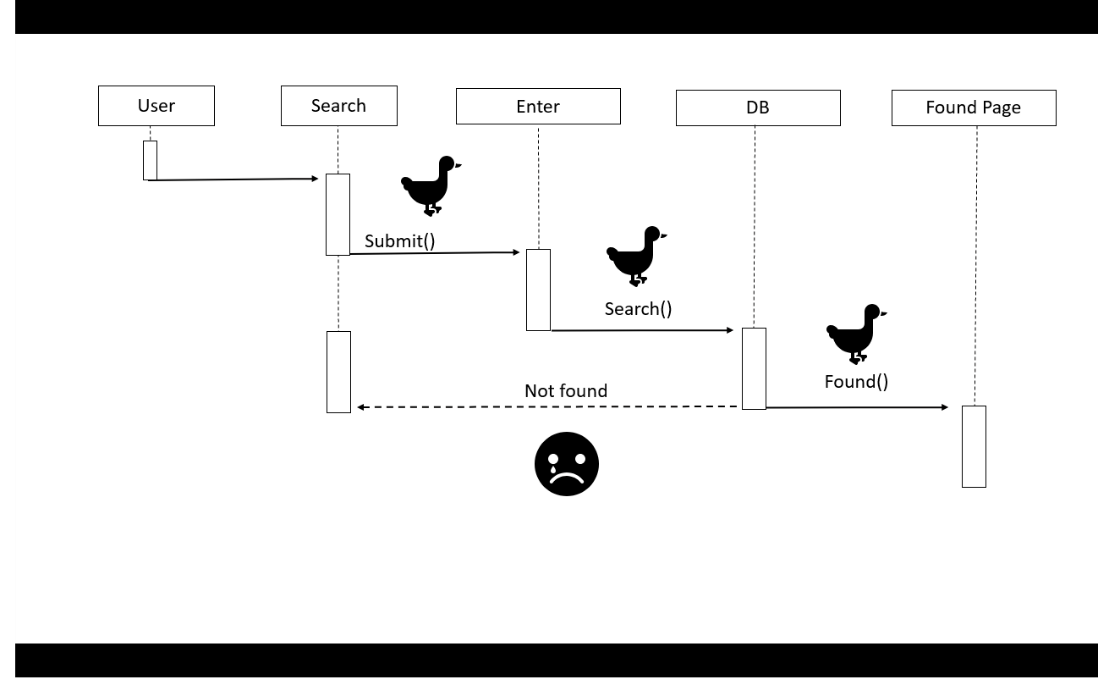 User
Search
Enter
DB
Found Page
Submit()
Search()
Found()
Not found